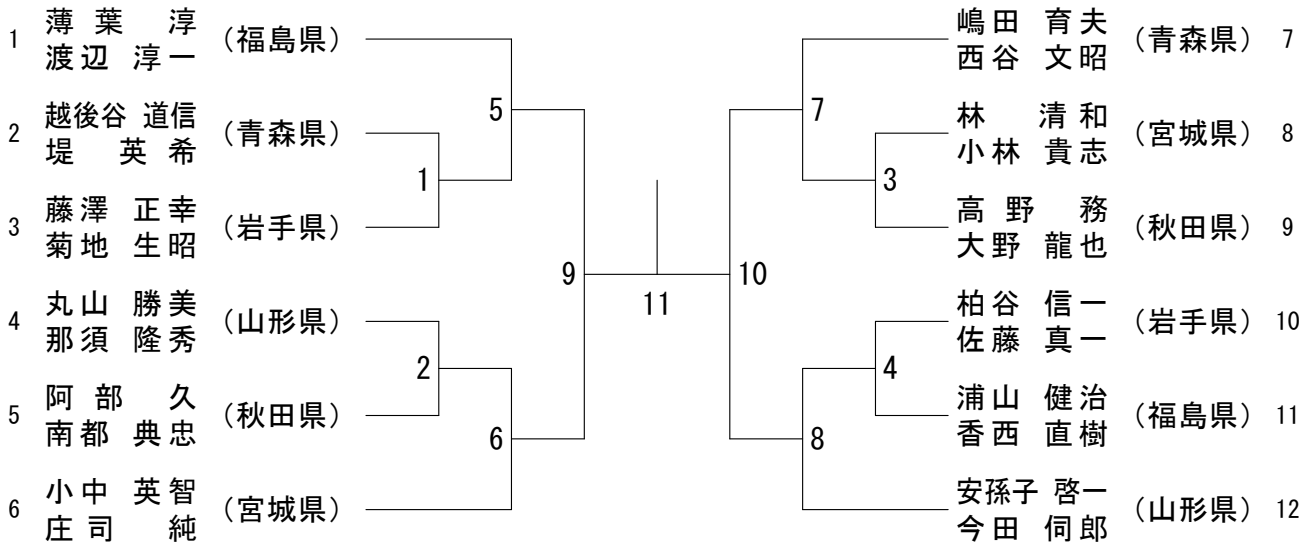 1 薄葉 淳 (福島県)
渡辺 淳一
2 越後谷 道信 (青森県)
堤 英希
3 藤澤 正幸 (岩手県)
菊地 生昭
4 丸山 勝美 (山形県)
那須 隆秀
5 阿部 久 (秋田県)
南都 典忠
6 小中 英智 (宮城県)
庄司 純
5
1
2
6
9
11
10
7
3
4
8
嶋田 育夫 (青森県) 7
西谷 文昭
林 清和 (宮城県) 8
小林 貴志
高野 務 (秋田県) 9
大野 龍也
柏谷 信一 (岩手県) 10
佐藤 真一
浦山 健治 (福島県) 11
香西 直樹
安孫子 啓一 (山形県) 12
今田 伺郎